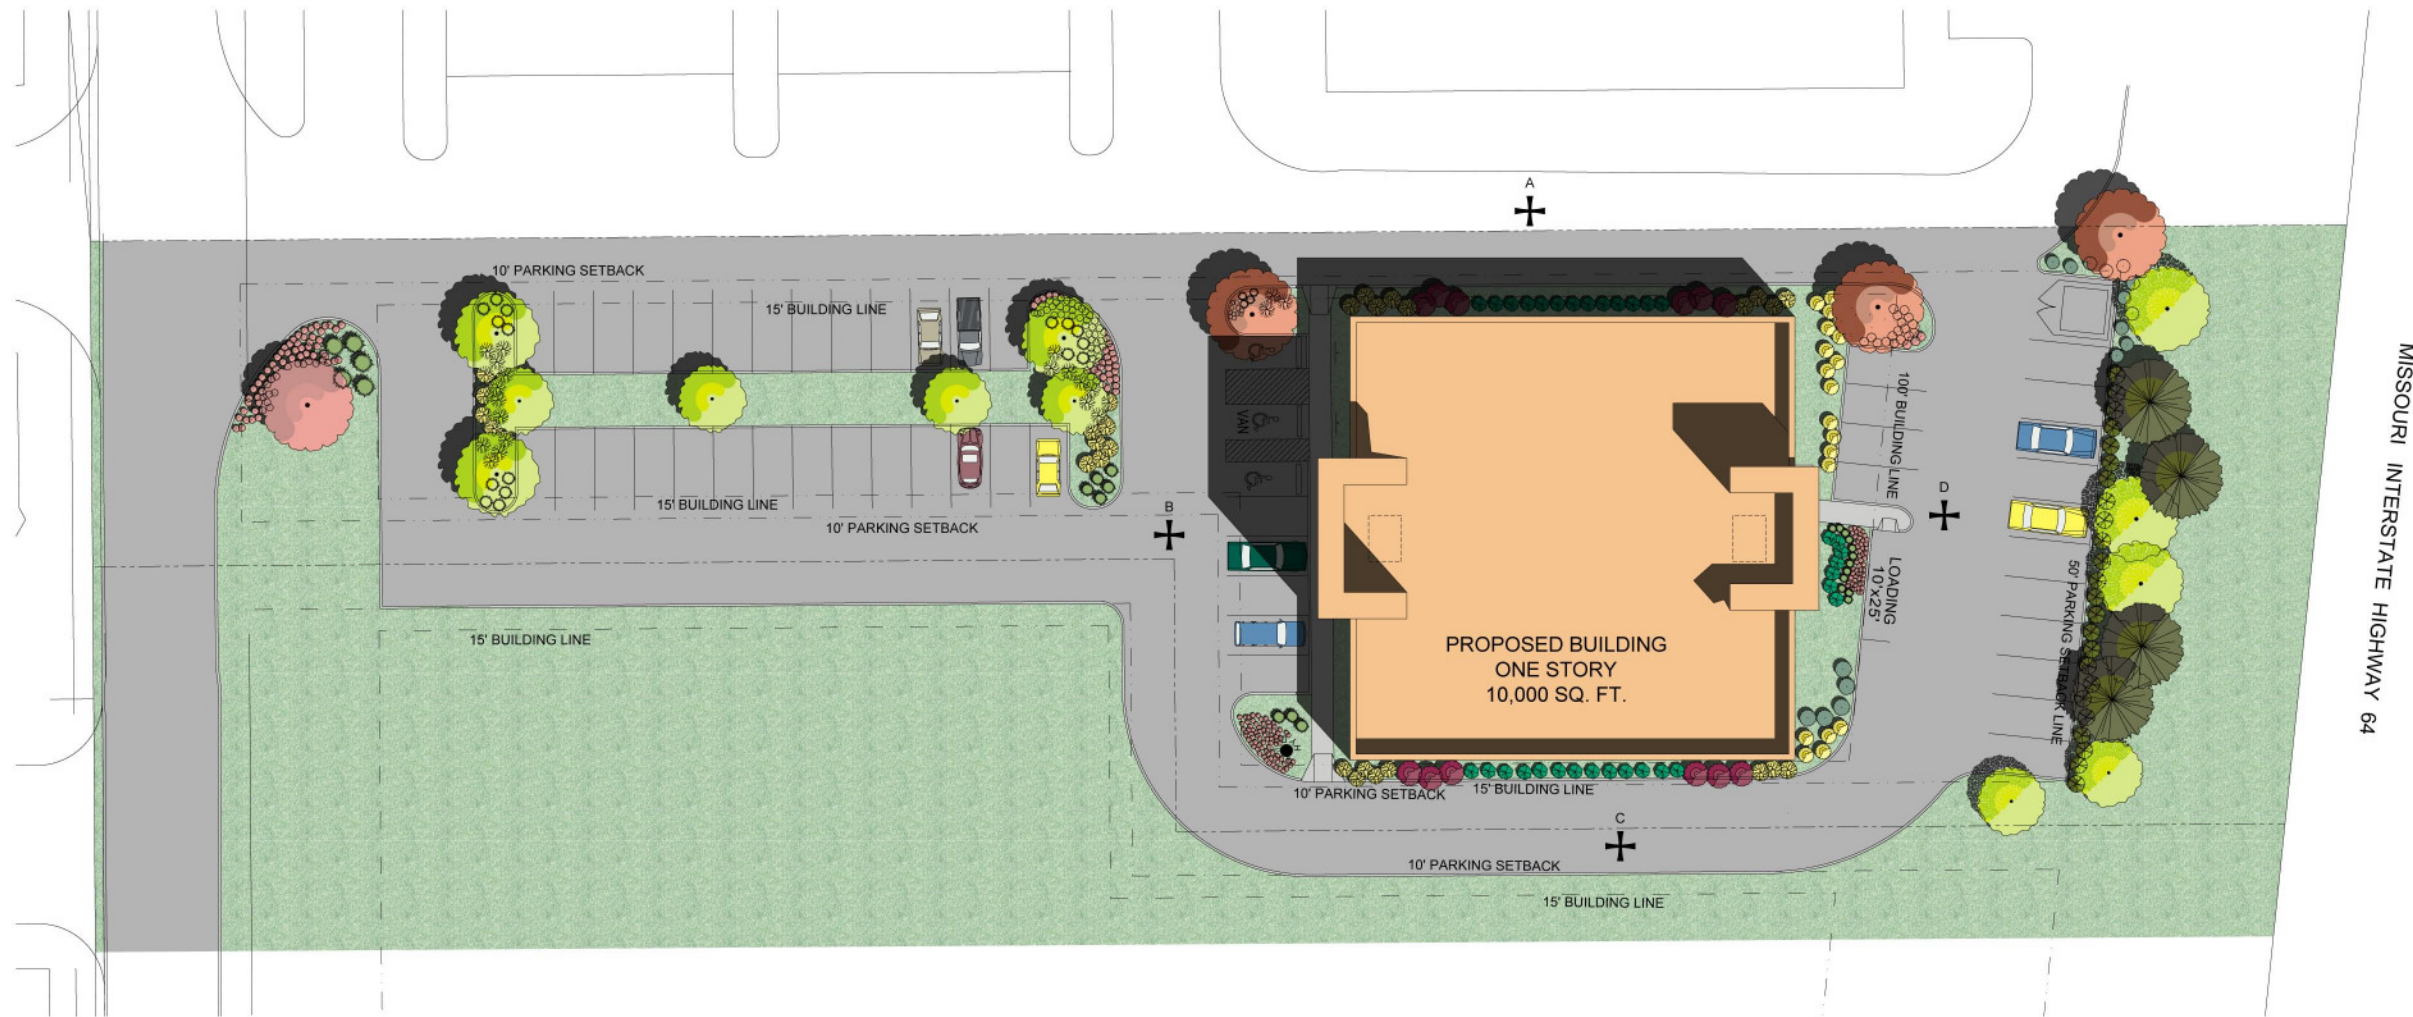 A
10' PARKING SETBACK
15' BUILDING LINE
VAN
100' BUILDING LINE
MISSOURI INTERSTATE HIGHWAY 64
15' BUILDING LINE
10' PARKING SETBACK
B
D
LOADING
10'x25'
50' PARKING SETBACK LINE
15' BUILDING LINE
PROPOSED BUILDING
ONE STORY
10,000 SQ. FT.
10' PARKING SETBACK
15' BUILDING LINE
C
10' PARKING SETBACK
15' BUILDING LINE